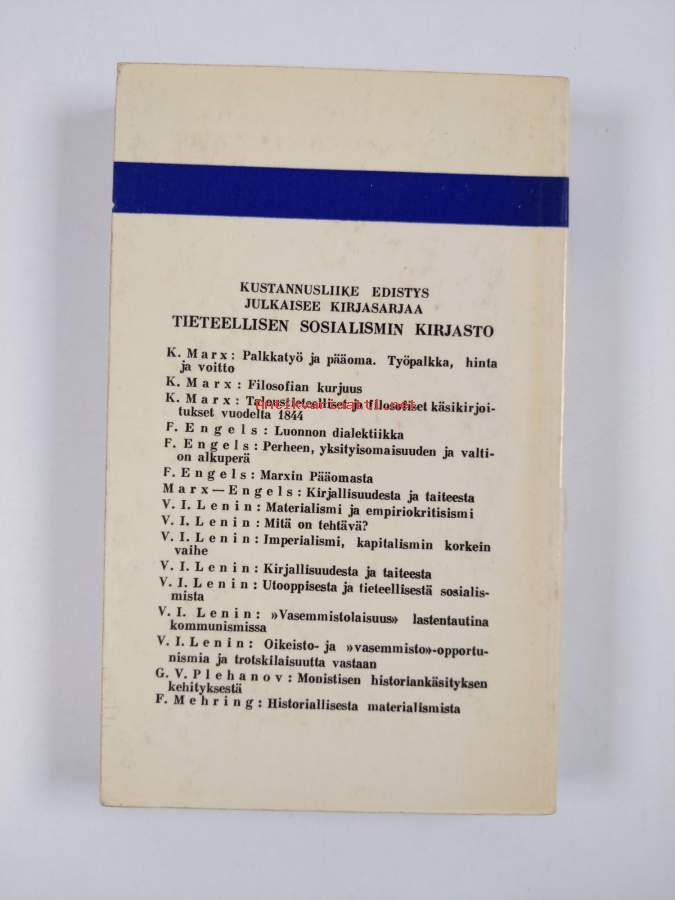 KUSTANNUSLIIKE EDISTYS
JULKAISEE KIRJASARJAA
TIETEELLISEN SOSIALISMIN KIRJASTO
K. Marx: Palkkatyö ja pääoma. Työpalkka, hinta
ja voitto
K. Marx: Filosofian kurjuus
K. Marx: Taloustieteelliset ja filosofiset käsikirjoi-
tukset vuodelta 1844
F. Engels: Luonnon dialektiikka
F. Engels: Perheen, yksityisomaisuuden ja valti-
on alkuperä
F. Engels: Marxin Pääomasta
Marx—Engels: Kirjallisuudesta ja taiteesta
V. I. Lenin: Materialismi ja empiriokritisismi
V. I. Lenin: Mitä on tehtävä?
V. I. Lenin: Imperialismi, kapitalismin korkein
vaihe
V. I. Lenin: Kirjallisuudesta ja taiteesta
V. I. Lenin: Utooppisesta ja tieteellisestä sosialis-
mista
V. I. Lenin: »Vasemmistolaisuus» lastentautina
kommunismissa
V. I. Lenin: Oikeisto- ja »vasemmisto»-opportu-
nismia ja trotskilaisuutta vastaan
G. V. Plehanov: Monistisen historiankäsityksen
kehityksestä
F. Mehring: Historiallisesta materialismista